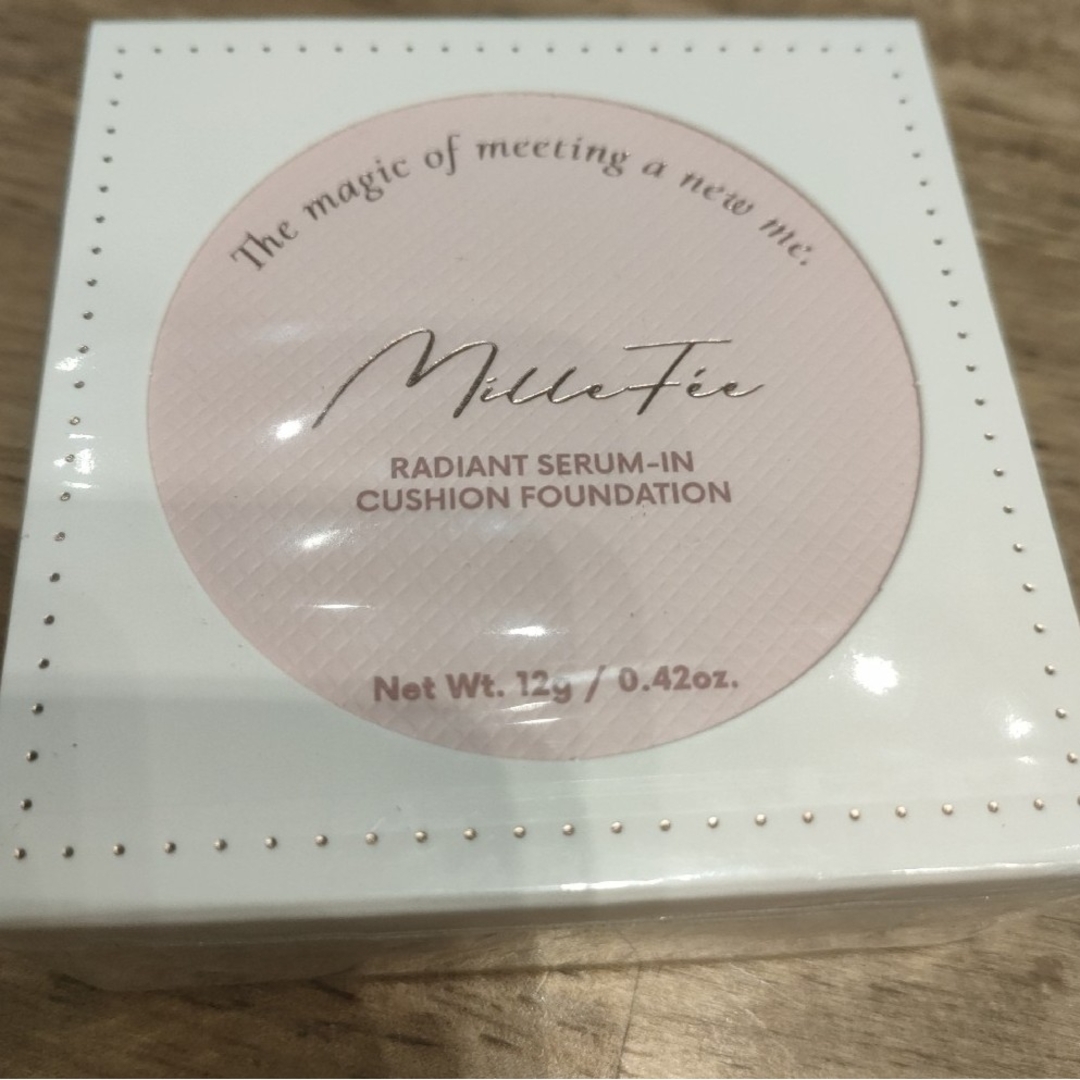 The magic of meeting a new me.
MilleFée
RADIANT SERUM-IN
CUSHION FOUNDATION
Net Wt. 12g / 0.42oz.